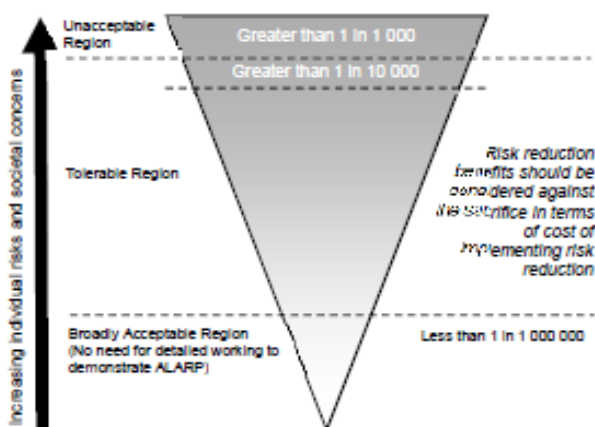 Increasing individual risks and societal concerns
Unacceptable
Region
Greater than 1 in 1 000
Greater than 1 in 10 000
Tolerable Region
Risk reduction
benefits should be
considered against
the sacrifice in terms
of cost of
implementing risk
reduction
Broadly Acceptable Region
(No need for detailed working to
demonstrate ALARP)
Less than 1 in 1 000 000